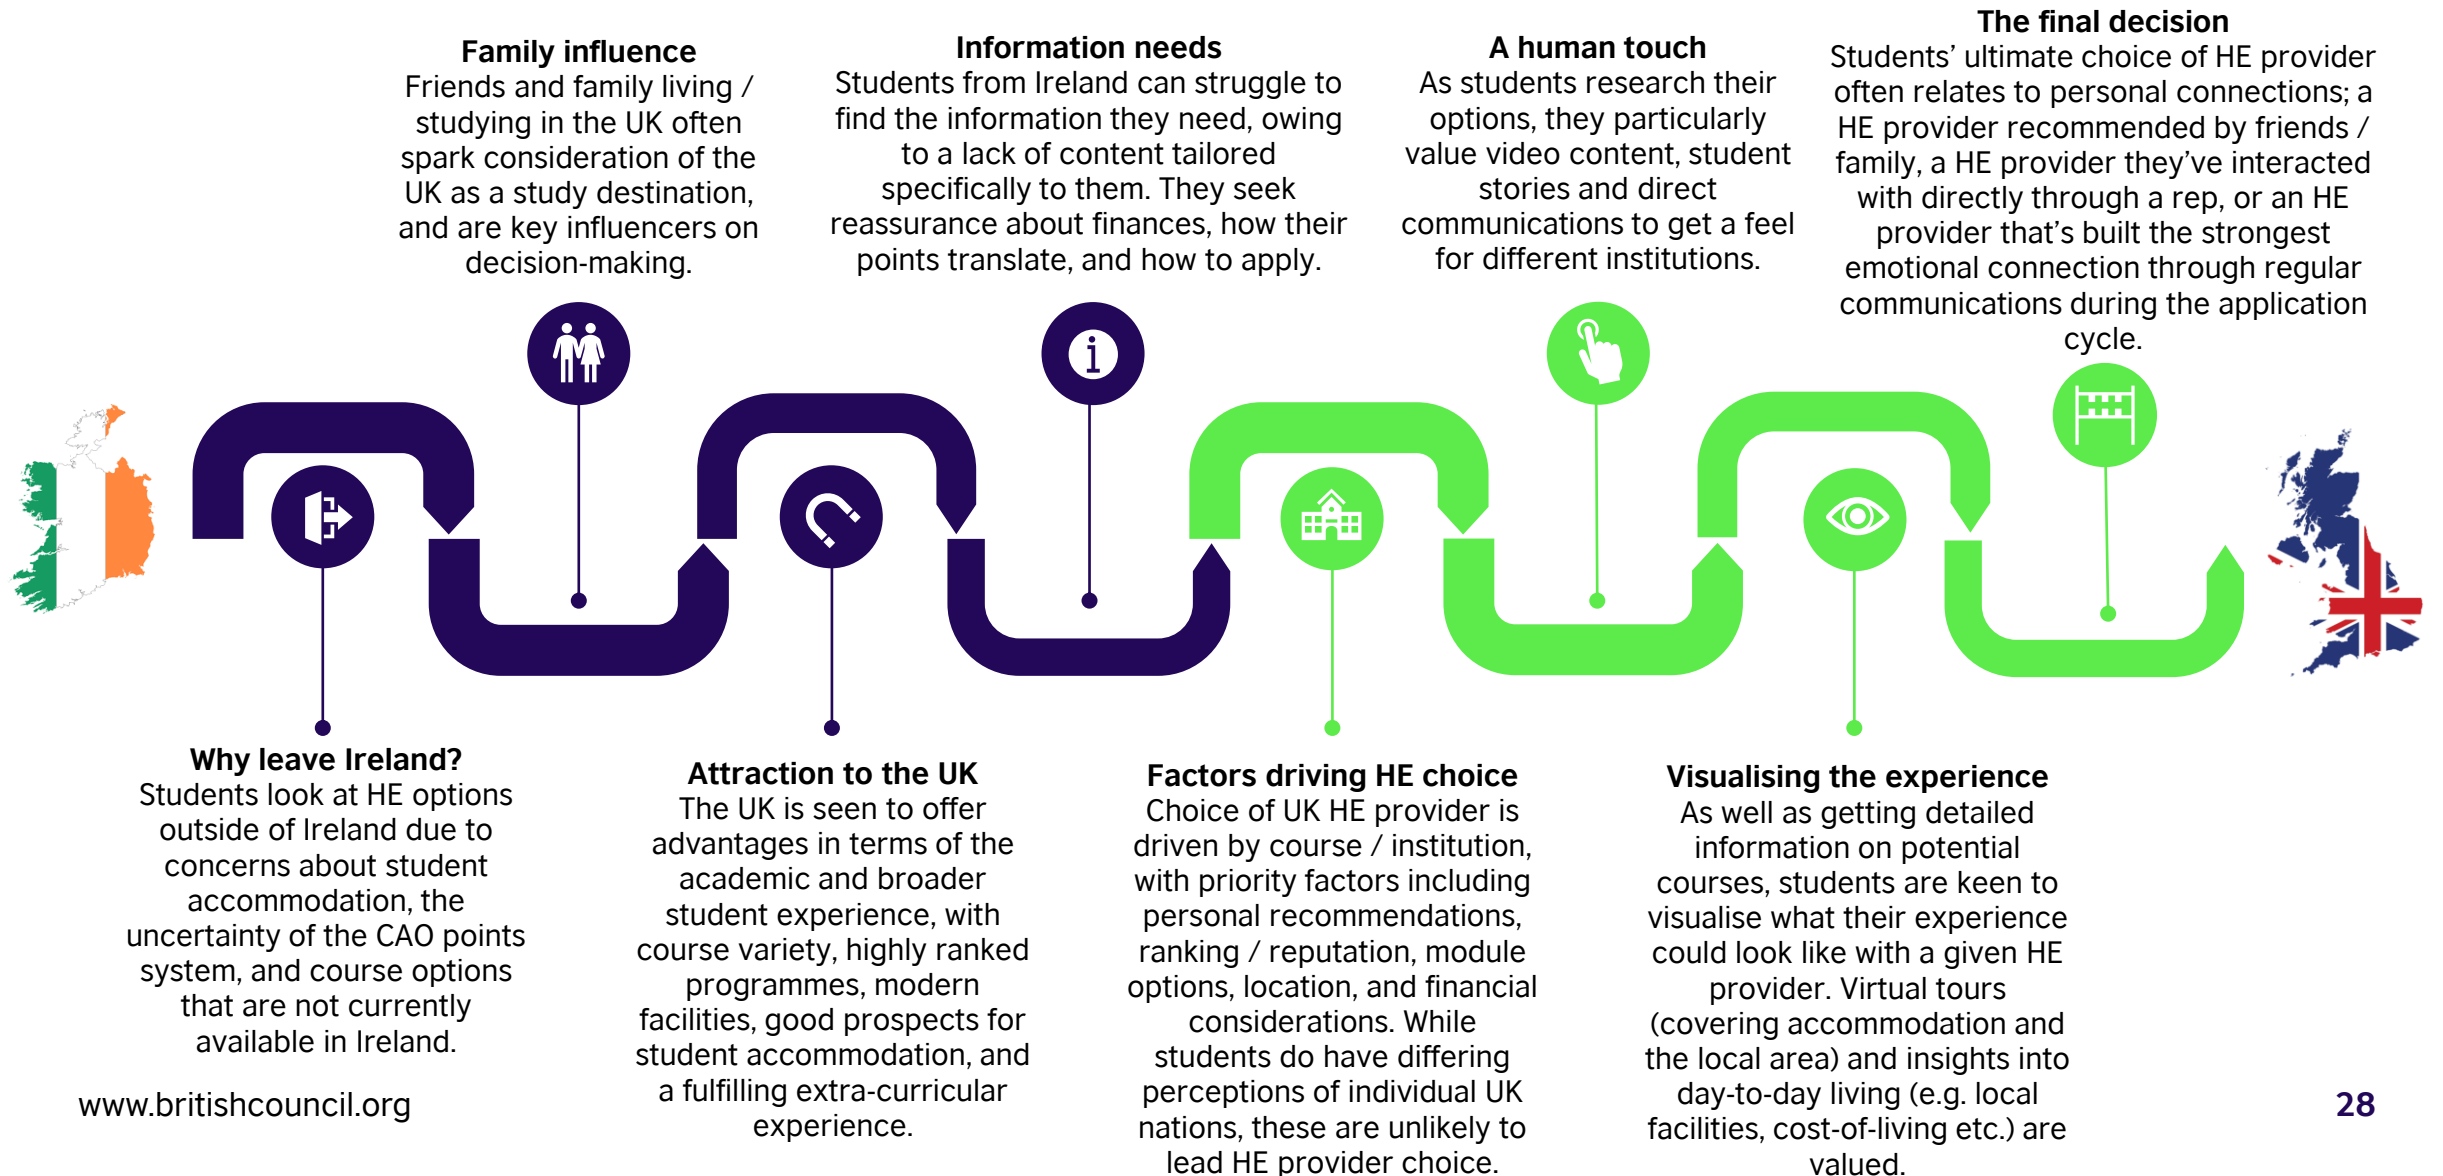 Family influence
Friends and family living /
studying in the UK often
spark consideration of the
UK as a study destination,
and are key influencers on
decision-making.
Information needs
Students from Ireland can struggle to
find the information they need, owing
to a lack of content tailored
specifically to them. They seek
reassurance about finances, how their
points translate, and how to apply.
A human touch
As students research their
options, they particularly
value video content, student
stories and direct
communications to get a feel
for different institutions.
The final decision
Students’ ultimate choice of HE provider
often relates to personal connections; a
HE provider recommended by friends /
family, a HE provider they’ve interacted
with directly through a rep, or an HE
provider that’s built the strongest
emotional connection through regular
communications during the application
cycle.
i
Why leave Ireland?
Students look at HE options
outside of Ireland due to
concerns about student
accommodation, the
uncertainty of the CAO points
system, and course options
that are not currently
available in Ireland.
Attraction to the UK
The UK is seen to offer
advantages in terms of the
academic and broader
student experience, with
course variety, highly ranked
programmes, modern
facilities, good prospects for
student accommodation, and
a fulfilling extra-curricular
experience.
Factors driving HE choice
Choice of UK HE provider is
driven by course / institution,
with priority factors including
personal recommendations,
ranking / reputation, module
options, location, and financial
considerations. While
students do have differing
perceptions of individual UK
nations, these are unlikely to
lead HE provider choice.
Visualising the experience
As well as getting detailed
information on potential
courses, students are keen to
visualise what their experience
could look like with a given HE
provider. Virtual tours
(covering accommodation and
the local area) and insights into
day-to-day living (e.g. local
facilities, cost-of-living etc.) are
valued.
www.britishcouncil.org
28